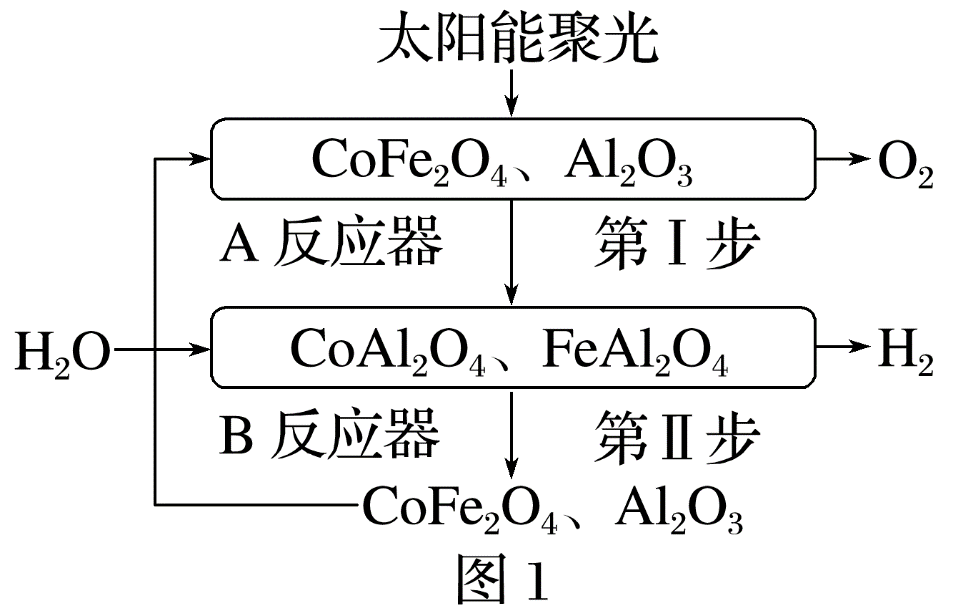 太阳能聚光
CoFe₂O₄、Al₂O₃
O₂
A 反应器
第Ⅰ步
H₂O
CoAl₂O₄、FeAl₂O₄
H₂
B 反应器
第Ⅱ步
CoFe₂O₄、Al₂O₃
图 1